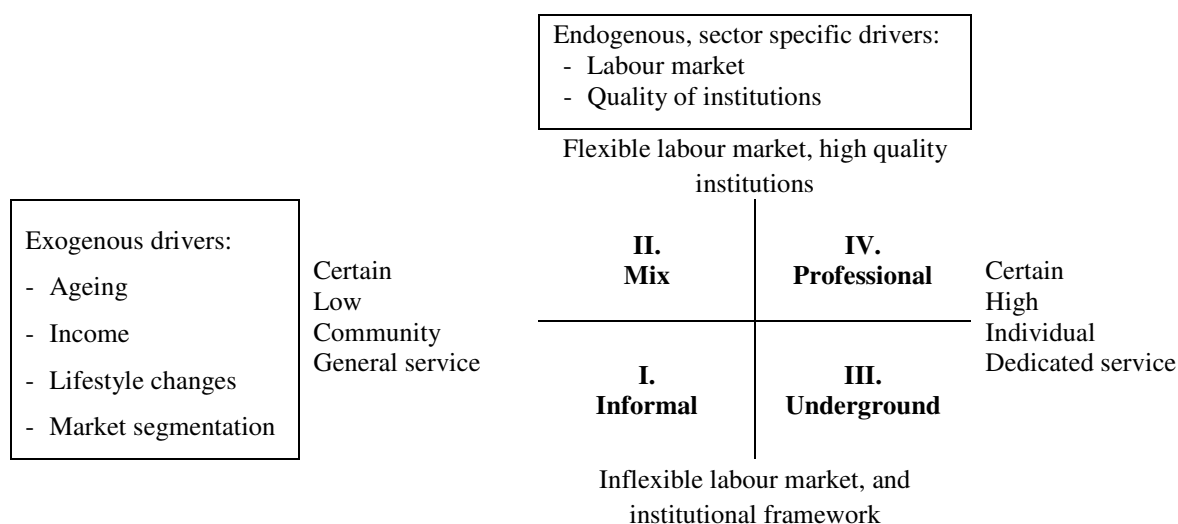 Endogenous, sector specific drivers:
- Labour market
- Quality of institutions
Flexible labour market, high quality
institutions
Exogenous drivers:
- Ageing
- Income
- Lifestyle changes
- Market segmentation
Certain
Low
Community
General service
II.
Mix
IV.
Professional
I.
Informal
III.
Underground
Certain
High
Individual
Dedicated service
Inflexible labour market, and
institutional framework